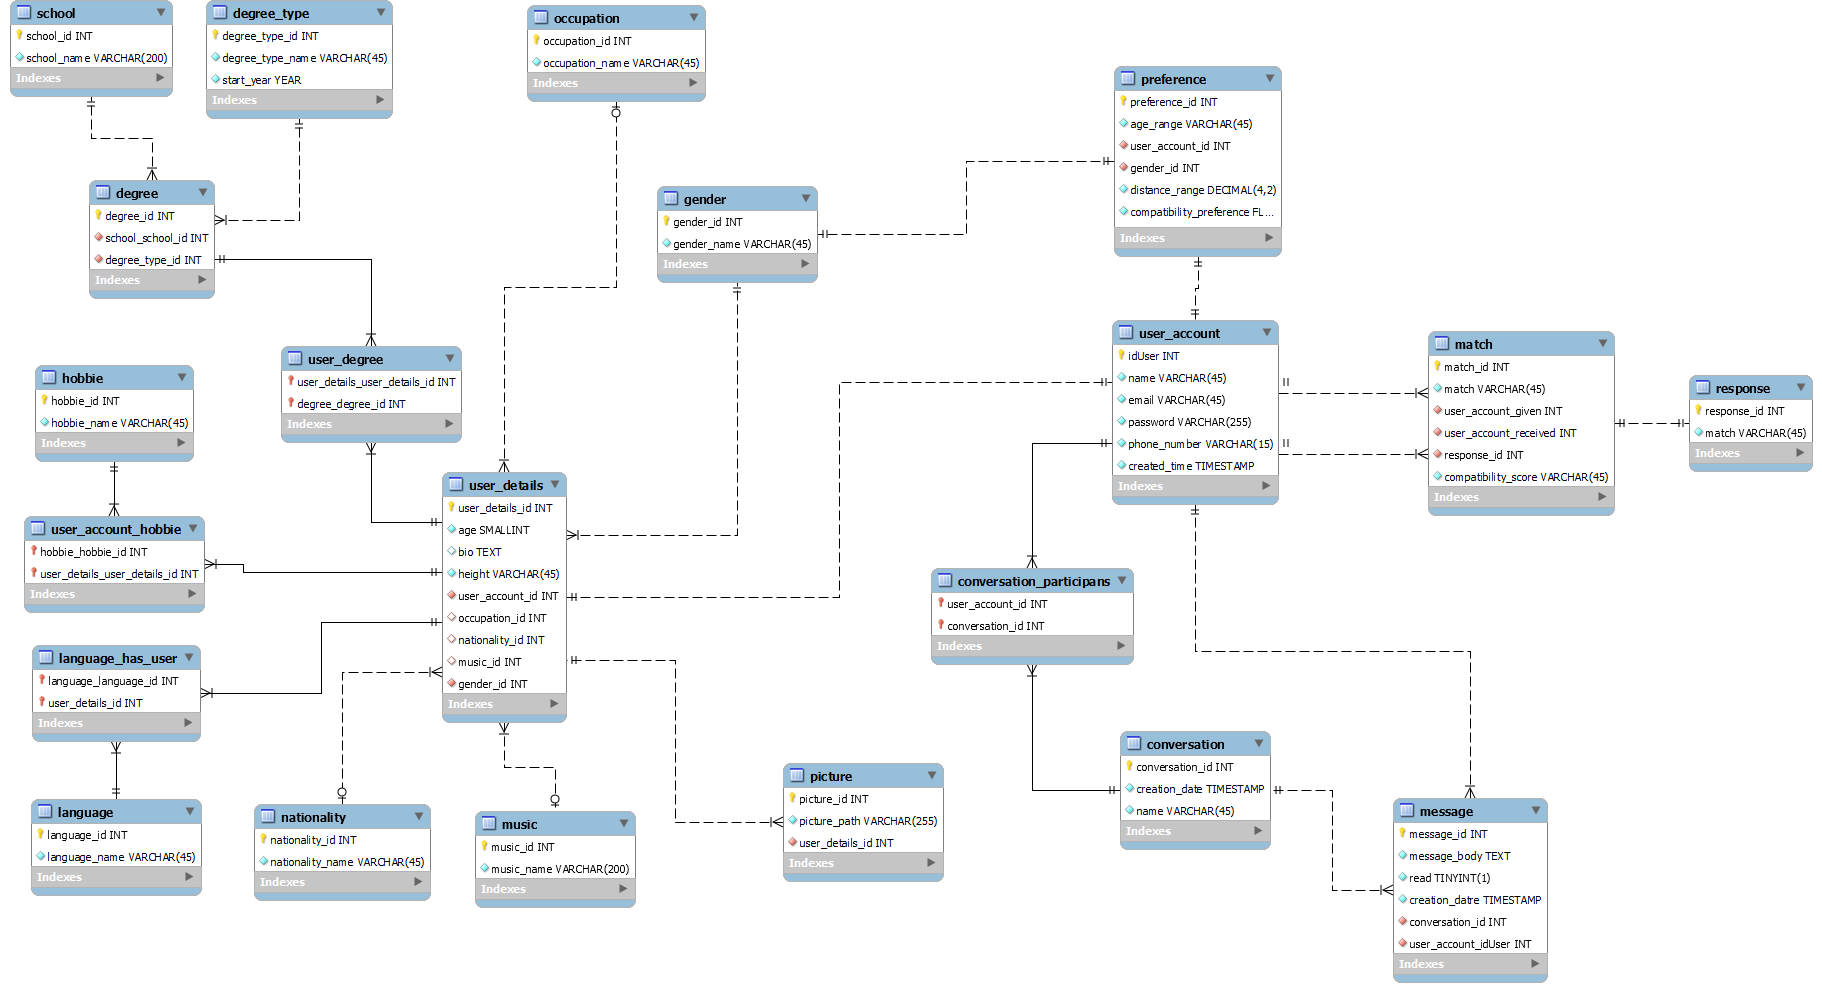 school
school_id INT
school_name VARCHAR(200)
Indexes
degree_type
degree_type_id INT
degree_type_name VARCHAR(45)
start_year YEAR
Indexes
occupation
occupation_id INT
occupation_name VARCHAR(45)
Indexes
preference
preference_id INT
age_range VARCHAR(45)
user_account_id INT
gender_id INT
distance_range DECIMAL(4,2)
compatibility_preference FL...
Indexes
degree
degree_id INT
school_school_id INT
degree_type_id INT
Indexes
gender
gender_id INT
gender_name VARCHAR(45)
Indexes
user_account
idUser INT
name VARCHAR(45)
email VARCHAR(45)
password VARCHAR(255)
phone_number VARCHAR(15)
created_time TIMESTAMP
Indexes
match
match_id INT
match VARCHAR(45)
user_account_given INT
user_account_received INT
response_id INT
compatibility_score VARCHAR(45)
Indexes
response
response_id INT
match VARCHAR(45)
Indexes
user_degree
user_details_user_details_id INT
degree_degree_id INT
Indexes
hobbie
hobbie_id INT
hobbie_name VARCHAR(45)
Indexes
user_details
user_details_id INT
age SMALLINT
bio TEXT
height VARCHAR(45)
user_account_id INT
occupation_id INT
nationality_id INT
music_id INT
gender_id INT
Indexes
user_account_hobbie
hobbie_hobbie_id INT
user_details_user_details_id INT
Indexes
conversation_participans
user_account_id INT
conversation_id INT
Indexes
language_has_user
language_language_id INT
user_details_id INT
Indexes
conversation
conversation_id INT
creation_date TIMESTAMP
name VARCHAR(45)
Indexes
picture
picture_id INT
picture_path VARCHAR(255)
user_details_id INT
Indexes
language
language_id INT
language_name VARCHAR(45)
Indexes
nationality
nationality_id INT
nationality_name VARCHAR(45)
Indexes
music
music_id INT
music_name VARCHAR(200)
Indexes
message
message_id INT
message_body TEXT
read TINYINT(1)
creation_datre TIMESTAMP
conversation_id INT
user_account_idUser INT
Indexes